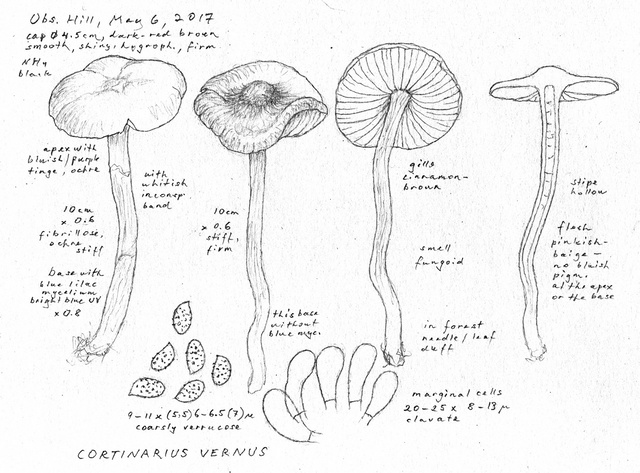 Obs. Hill, May 6, 2017
cap Ø 4.5cm, dark-red brown
smooth, shiny, hygroph., firm
NH4
black
apex with
bluish/purple
tinge, ochre
with
whitish
inconsp.
band
10cm
x 0.6
fibrillose,
ochre
stiff
base with
blue lilac
mycelium
bright blue UV
x 0.8
10cm
x 0.6
stiff,
firm
this base
without
blue myc.
gills
cinnamon-
brown
smell
fungoid
in forest
needle/leaf
duff
stipe
hollow
flesh
pinkish-
baige-
no bluish
pigm.
at the apex
or the base
9-11 x (5.5) 6-6.5 (7) µ
coarsly verrucose
marginal cells
20-25 x 8-13 µ
clavate
CORTINARIUS VERNUS